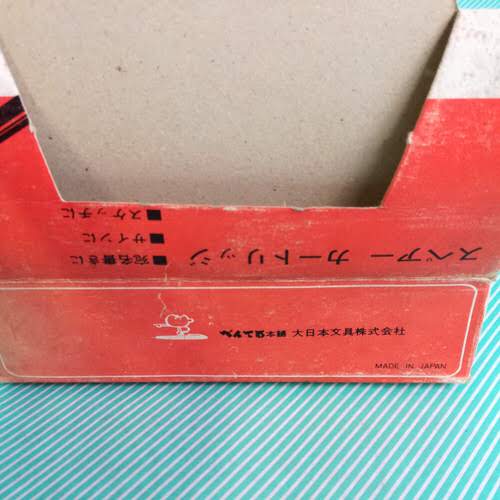 スペアー カートリッジ
■宛名書きに
■サインに
■スケッチに
ぺんてる本舗 大日本文具株式会社
MADE IN JAPAN